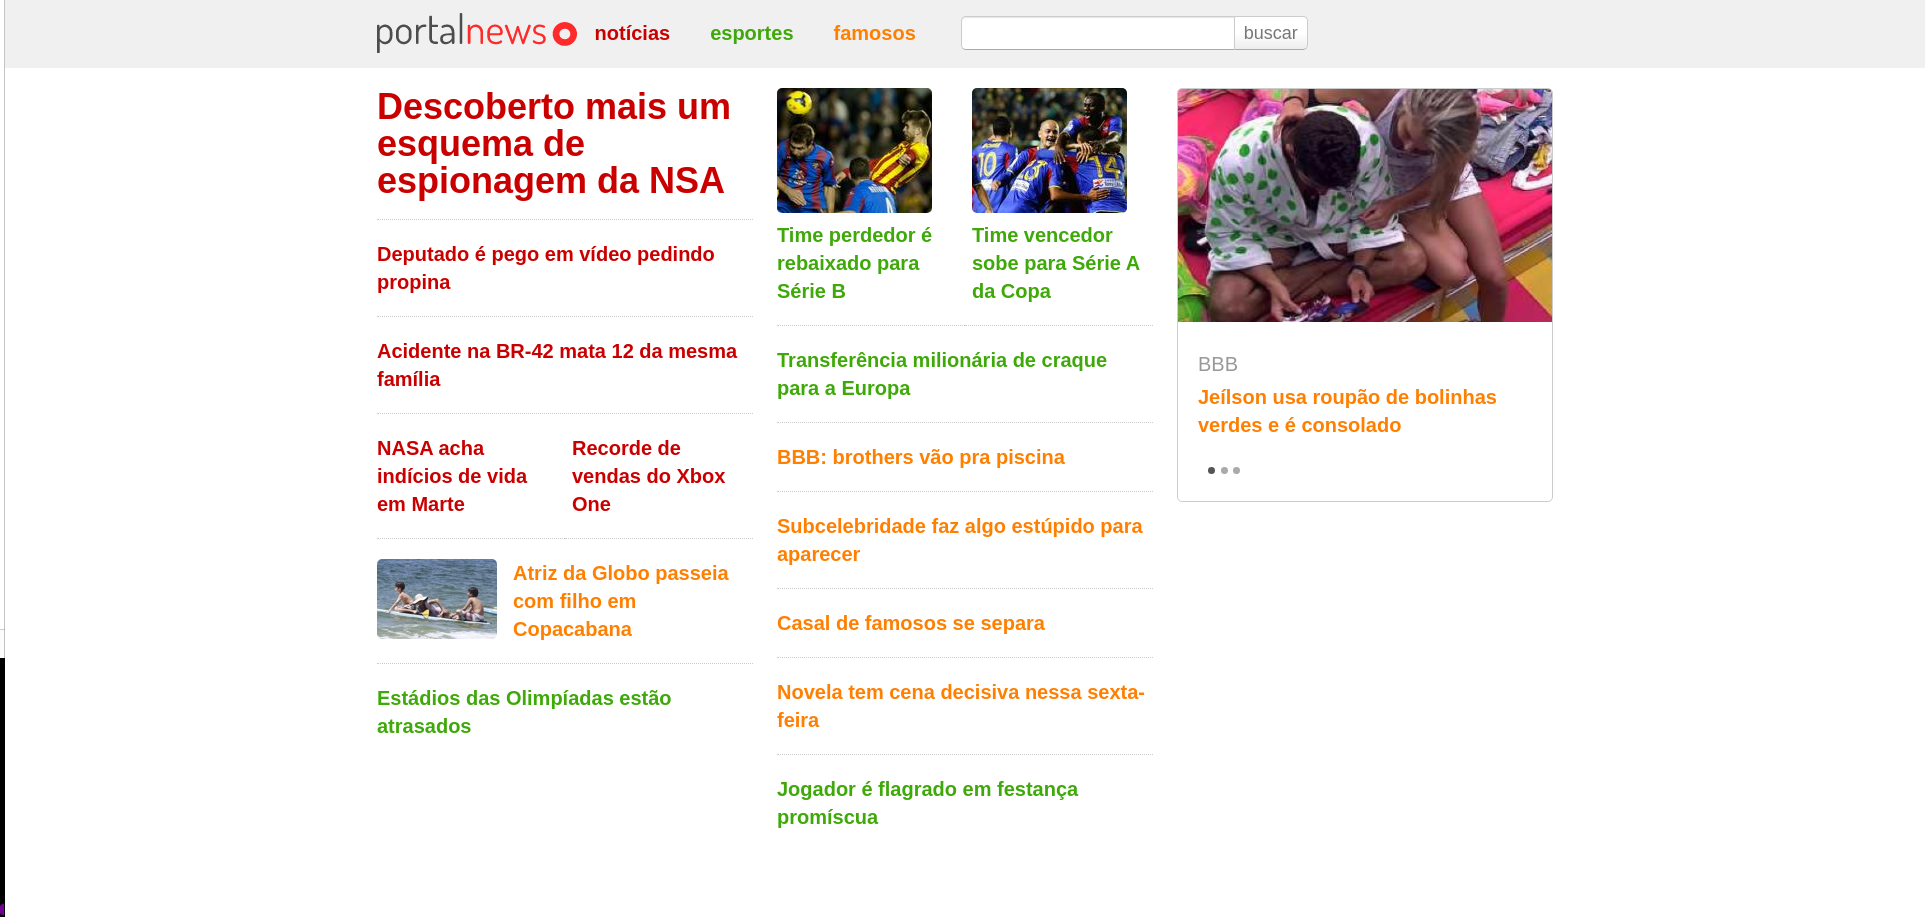 portalnews
notícias
esportes
famosos
buscar
Descoberto mais um
esquema de
espionagem da NSA
Deputado é pego em vídeo pedindo
propina
Acidente na BR-42 mata 12 da mesma
família
NASA acha
indícios de vida
em Marte
Recorde de
vendas do Xbox
One
Atriz da Globo passeia
com filho em
Copacabana
Estádios das Olimpíadas estão
atrasados
Time perdedor é
rebaixado para
Série B
10
14
Time vencedor
sobe para Série A
da Copa
Transferência milionária de craque
para a Europa
BBB: brothers vão pra piscina
Subcelebridade faz algo estúpido para
aparecer
Casal de famosos se separa
Novela tem cena decisiva nessa sexta-
feira
Jogador é flagrado em festança
promíscua
BBB
Jeílson usa roupão de bolinhas
verdes e é consolado